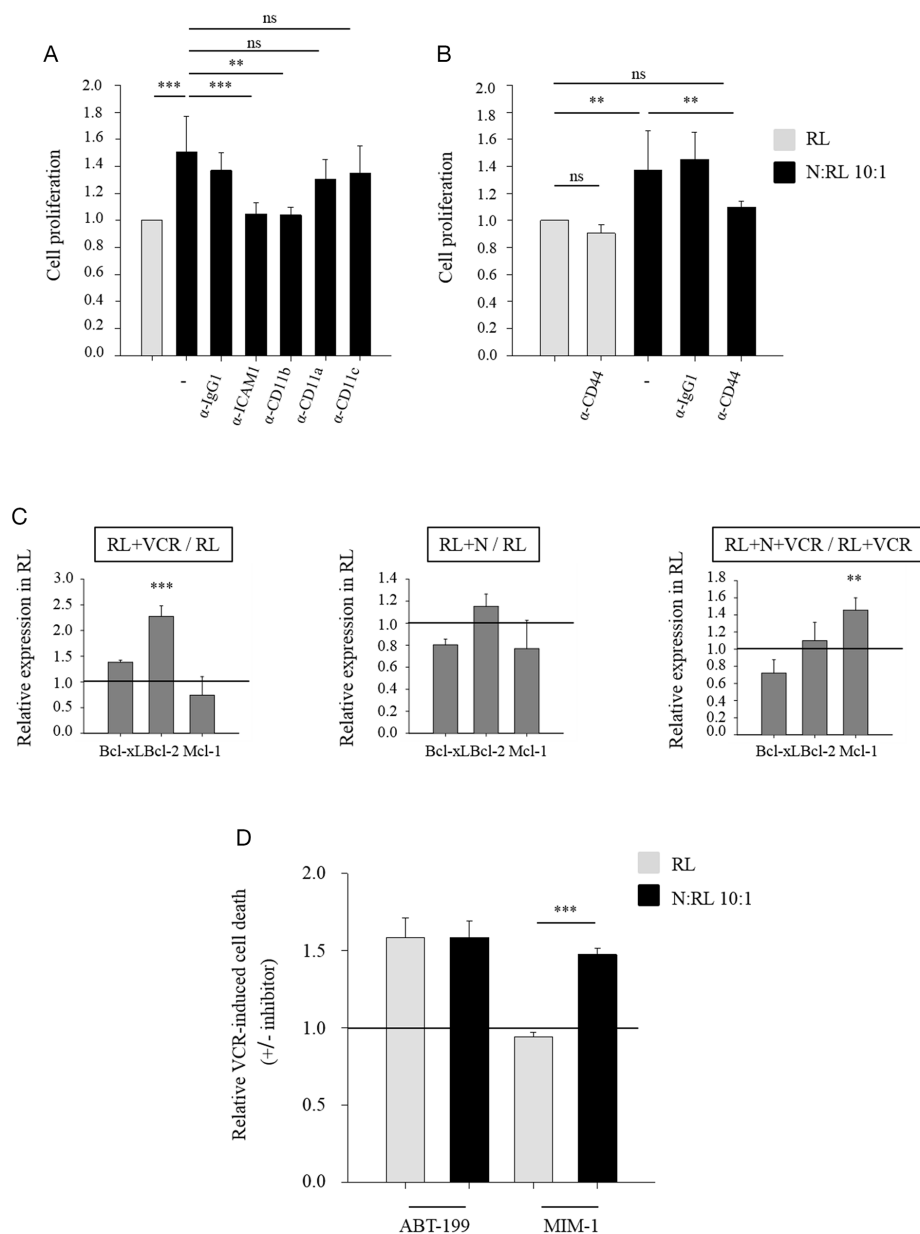 A
ns
ns
**
*** ***
Cell proliferation
2.0
1.8
1.6
1.4
1.2
1.0
0.8
0.6
0.4
0.2
0.0
-
α-IgG1
α-ICAM1
α-CD11b
α-CD11a
α-CD11c
B
ns
** **
ns
Cell proliferation
2.0
1.8
1.6
1.4
1.2
1.0
0.8
0.6
0.4
0.2
0.0
α-CD44
-
α-IgG1
α-CD44
RL
N:RL 10:1
C
RL+VCR / RL
Relative expression in RL
3.0
2.5
2.0
1.5
1.0
0.5
0.0
***
Bcl-xL Bcl-2 Mcl-1
RL+N / RL
Relative expression in RL
1.4
1.2
1.0
0.8
0.6
0.4
0.2
0.0
Bcl-xL Bcl-2 Mcl-1
RL+N+VCR / RL+VCR
Relative expression in RL
1.8
1.6
1.4
1.2
1.0
0.8
0.6
0.4
0.2
0.0
**
Bcl-xL Bcl-2 Mcl-1
D
Relative VCR-induced cell death
(+/- inhibitor)
2.0
1.5
1.0
0.5
0.0
***
ABT-199 MIM-1
RL
N:RL 10:1